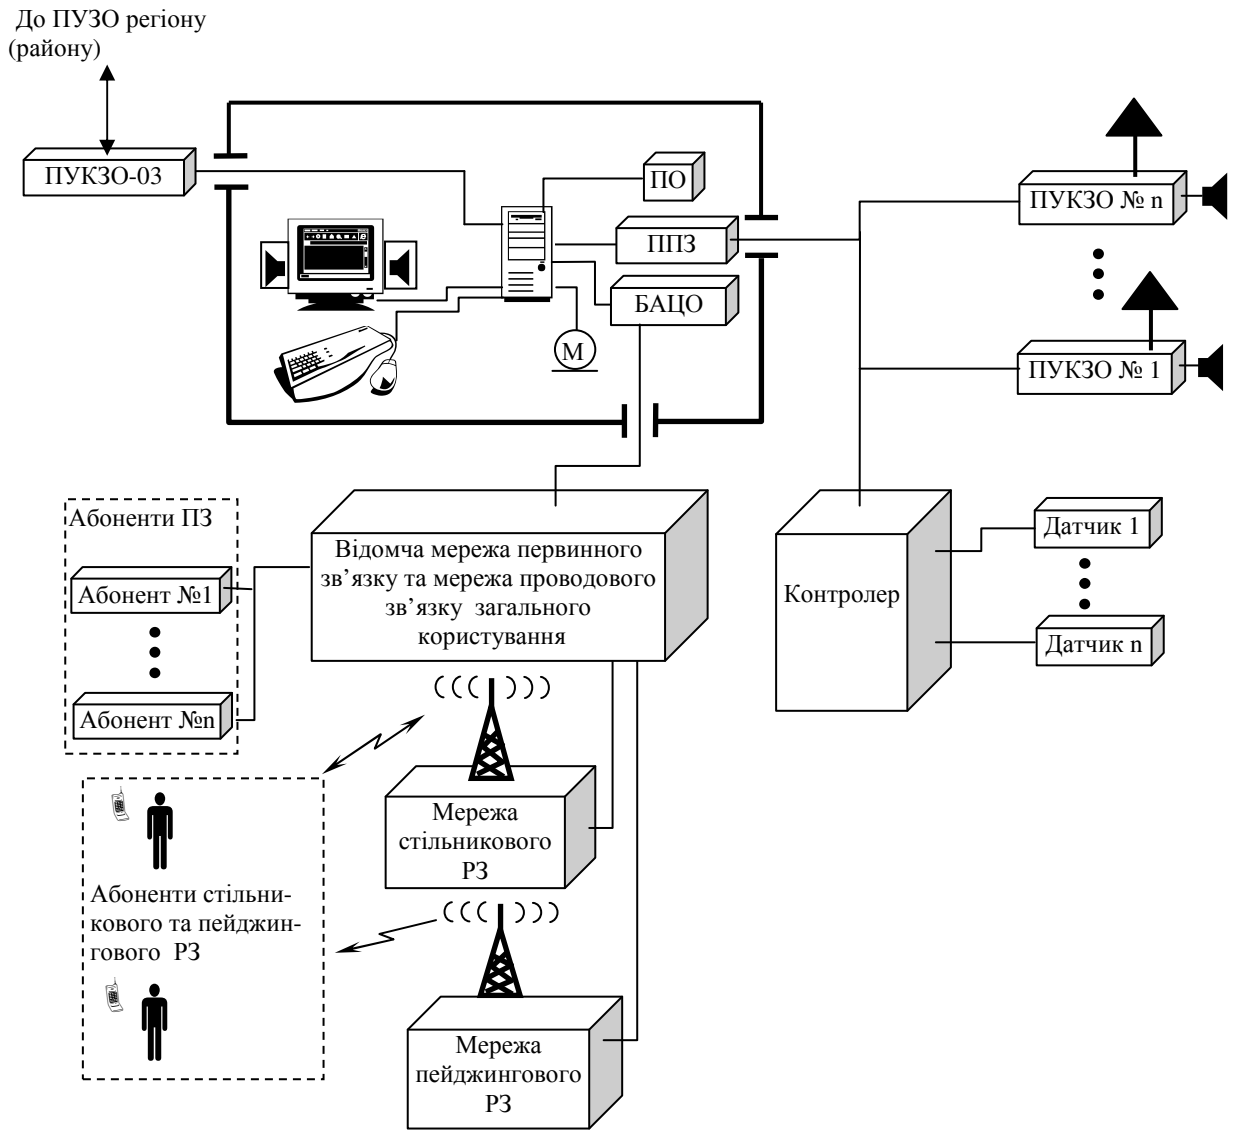 До ПУЗО регіону
(району)
ПУКЗО-03
ПО
ППЗ
БАЦО
М
ПУКЗО № n
ПУКЗО № 1
Абоненти ПЗ
Абонент №1
Абонент №n
Відомча мережа первинного
зв’язку та мережа проводового
зв’язку загального
користування
Контролер
Датчик 1
Датчик n
Мережа
стільникового
РЗ
Абоненти стільни-
кового та пейджин-
гового РЗ
Мережа
пейджингового
РЗ